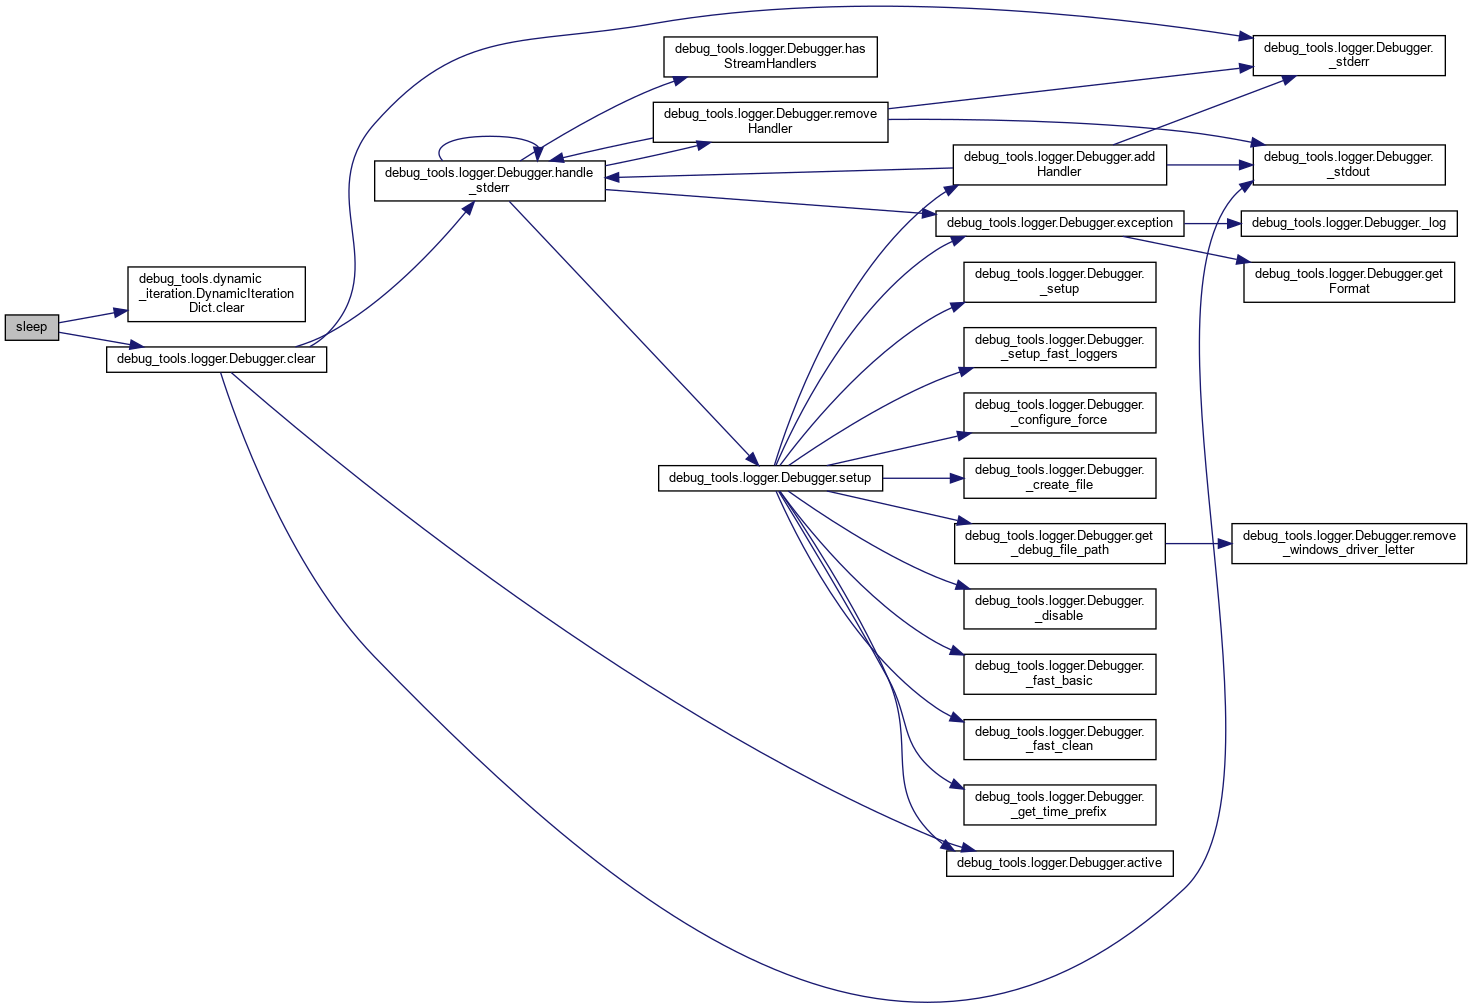 sleep
debug_tools.dynamic
_iteration.DynamicIteration
Dict.clear
debug_tools.logger.Debugger.clear
debug_tools.logger.Debugger.handle
_stderr
debug_tools.logger.Debugger.has
StreamHandlers
debug_tools.logger.Debugger.remove
Handler
debug_tools.logger.Debugger.setup
debug_tools.logger.Debugger.add
Handler
debug_tools.logger.Debugger.exception
debug_tools.logger.Debugger.
_setup
debug_tools.logger.Debugger.
_setup_fast_loggers
debug_tools.logger.Debugger.
_configure_force
debug_tools.logger.Debugger.
_create_file
debug_tools.logger.Debugger.get
_debug_file_path
debug_tools.logger.Debugger.
_disable
debug_tools.logger.Debugger.
_fast_basic
debug_tools.logger.Debugger.
_fast_clean
debug_tools.logger.Debugger.
_get_time_prefix
debug_tools.logger.Debugger.active
debug_tools.logger.Debugger.
_stderr
debug_tools.logger.Debugger.
_stdout
debug_tools.logger.Debugger._log
debug_tools.logger.Debugger.get
Format
debug_tools.logger.Debugger.remove
_windows_driver_letter